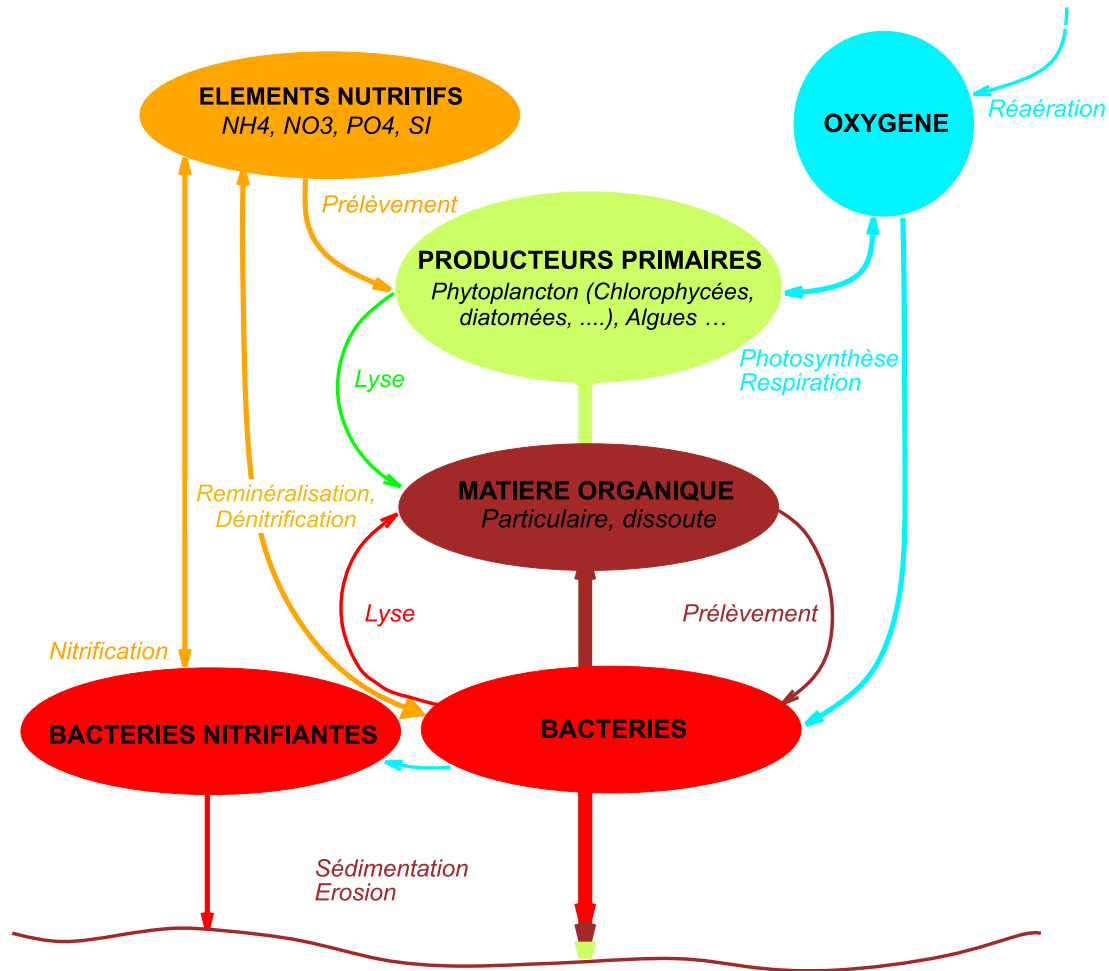 ELEMENTS NUTRITIFS
NH4, NO3, PO4, SI
OXYGENE
Réaération
Prélèvement
PRODUCTEURS PRIMAIRES
Phytoplancton (Chlorophycées,
diatomées, ....), Algues …
Photosynthèse
Respiration
Lyse
MATIERE ORGANIQUE
Particulaire, dissoute
Reminéralisation,
Dénitrification
Lyse
Prélèvement
Nitrification
BACTERIES NITRIFIANTES
BACTERIES
Sédimentation
Erosion